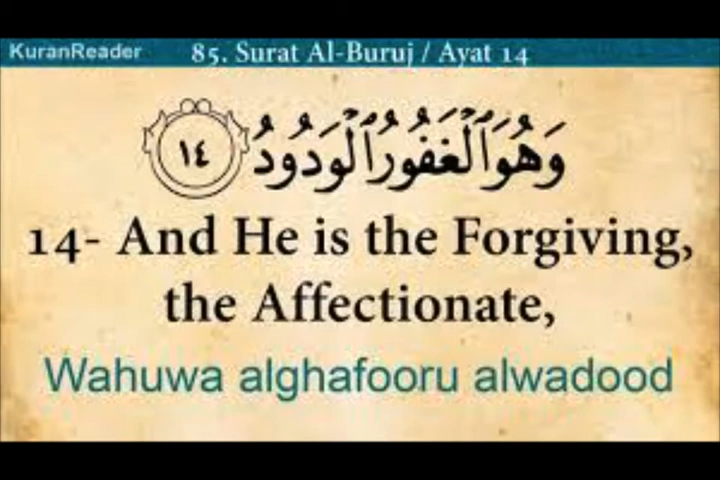 KuranReader 85. Surat Al-Buruj / Ayat 14
وَهُوَ ٱلْغَفُورُ ٱلْوَدُودُ ١٤
14- And He is the Forgiving,
the Affectionate,
Wahuwa alghafooru alwadood